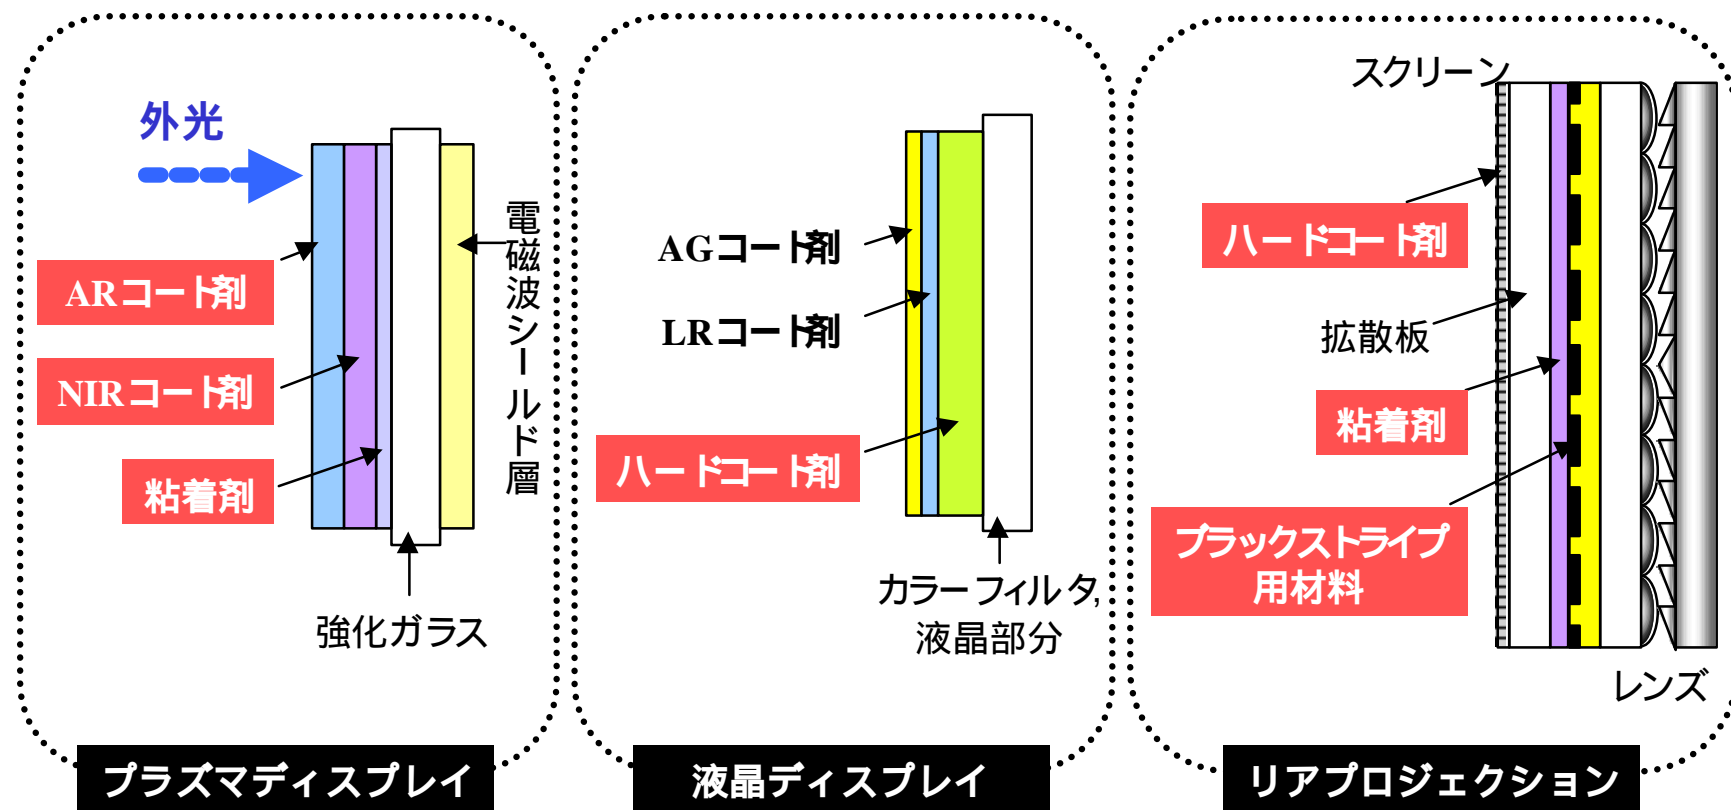 外光
ARコート剤
NIRコート剤
粘着剤
電磁波シールド層
強化ガラス
プラズマディスプレイ
AGコート剤
LRコート剤
ハードコート剤
カラーフィルタ,
液晶部分
液晶ディスプレイ
スクリーン
ハードコート剤
拡散板
粘着剤
ブラックストライプ
用材料
レンズ
リアプロジェクション